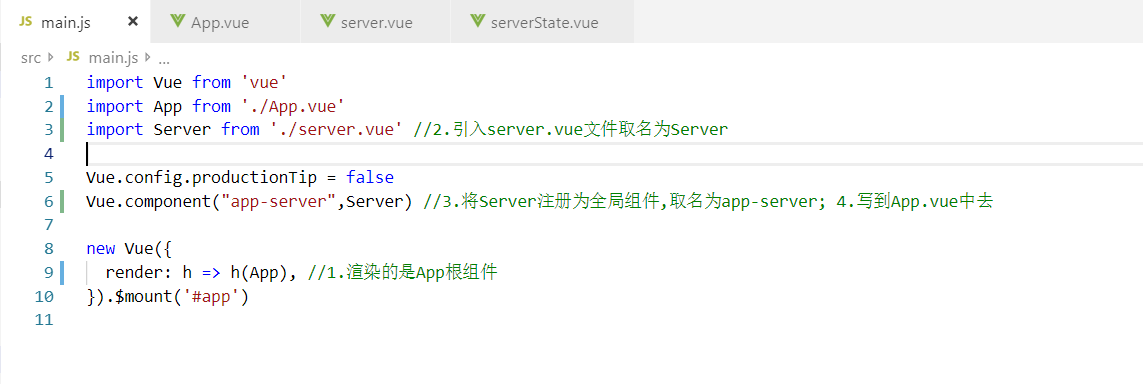 JS main.js × App.vue server.vue serverState.vue
src JS main.js ...
1 import Vue from 'vue'
2 import App from './App.vue'
3 import Server from './server.vue' //2.引入server.vue文件取名为Server
4
5 Vue.config.productionTip = false
6 Vue.component("app-server",Server) //3.将Server注册为全局组件,取名为app-server; 4.写到App.vue中去
7
8 new Vue({
9 render: h => h(App), //1.渲染的是App根组件
10 }).$mount('#app')
11